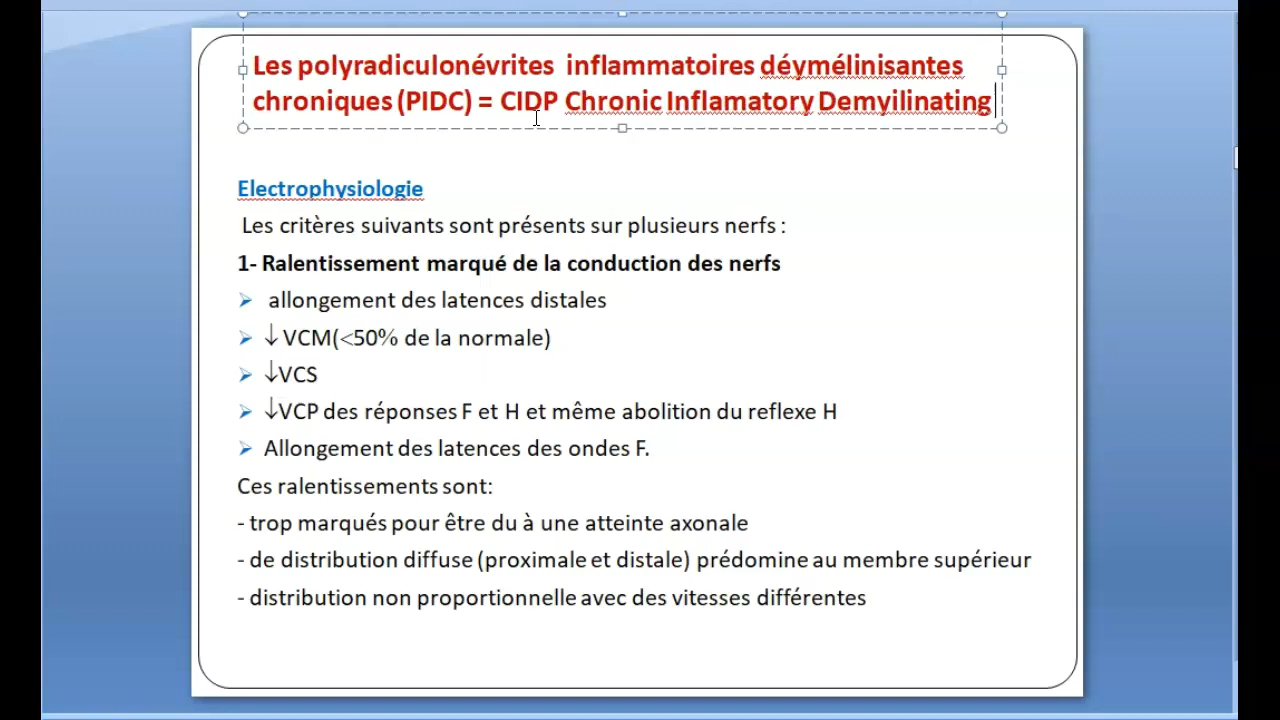 Les polyradiculonévrites inflammatoires déymélinisantes
chroniques (PIDC) = CIDP Chronic Inflamatory Demyilinating
Electrophysiologie
Les critères suivants sont présents sur plusieurs nerfs :
1- Ralentissement marqué de la conduction des nerfs
➢ allongement des latences distales
➢ ↓ VCM(<50% de la normale)
➢ ↓VCS
➢ ↓VCP des réponses F et H et même abolition du reflexe H
➢ Allongement des latences des ondes F.
Ces ralentissements sont:
- trop marqués pour être du à une atteinte axonale
- de distribution diffuse (proximale et distale) prédomine au membre supérieur
- distribution non proportionnelle avec des vitesses différentes